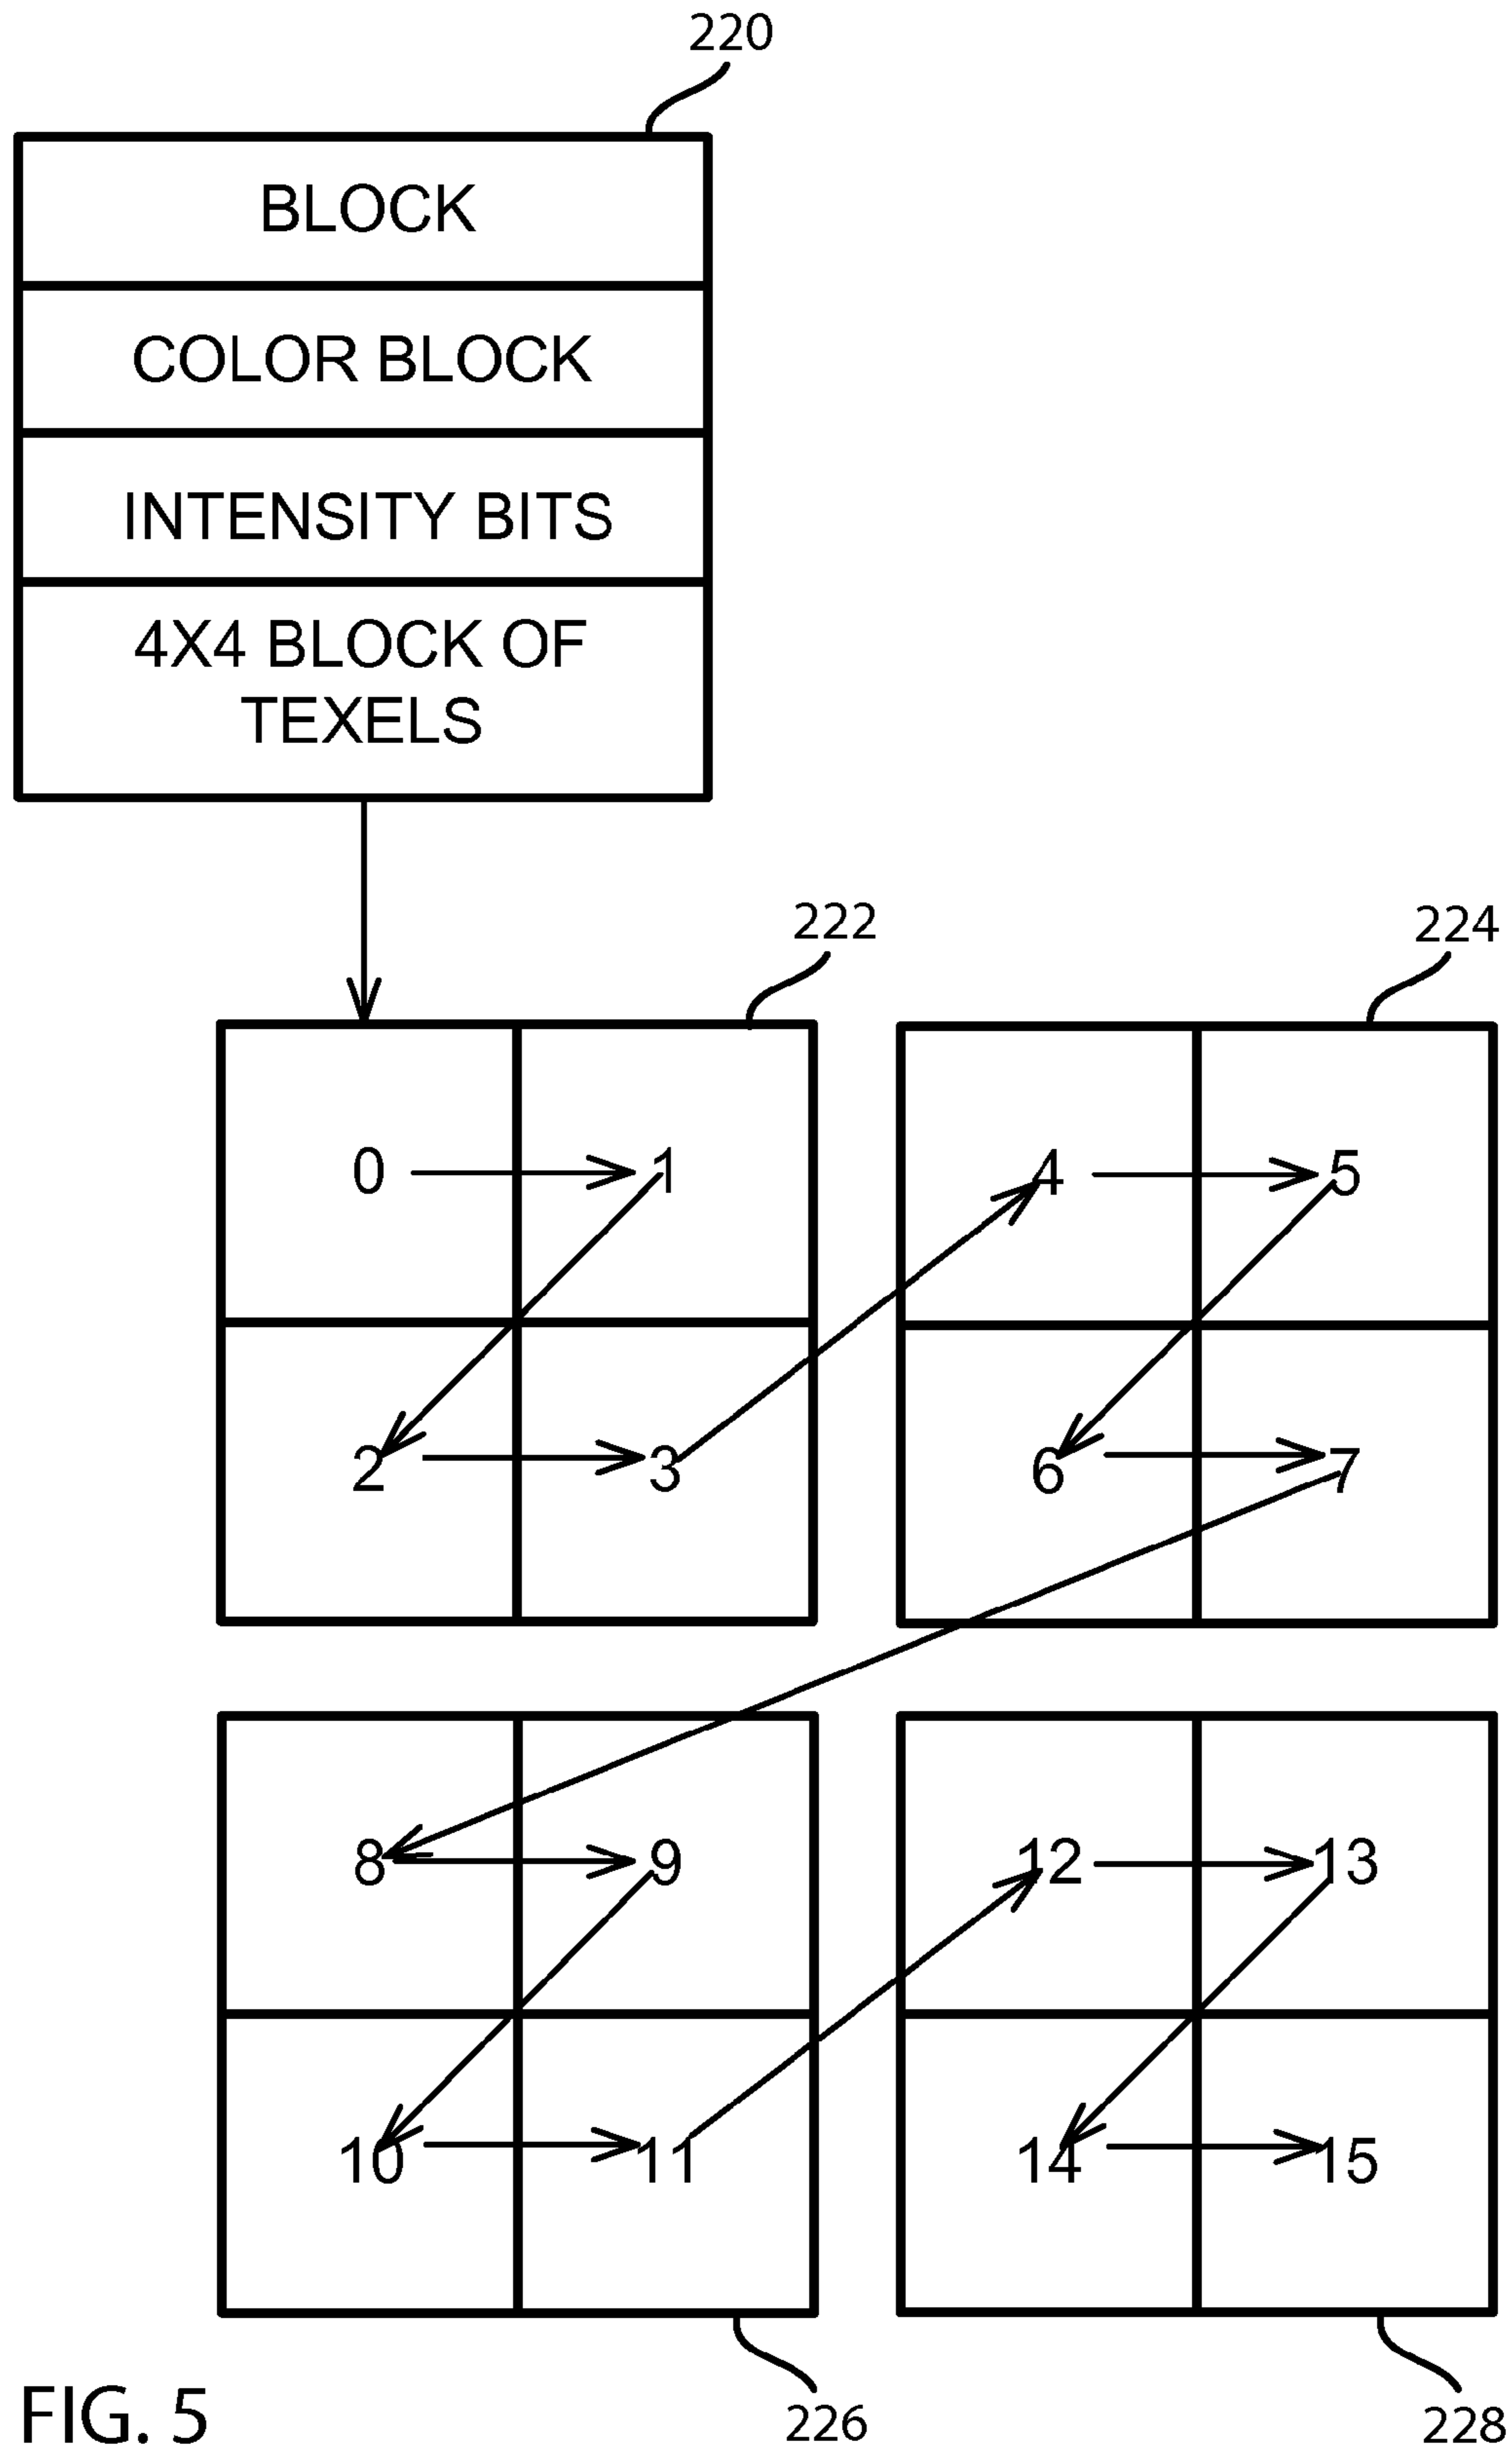 220
BLOCK
COLOR BLOCK
INTENSITY BITS
4X4 BLOCK OF
TEXELS
222
224
0 1 4 5
2 3 6 7
8 9 12 13
10 11 14 15
FIG. 5
226
228